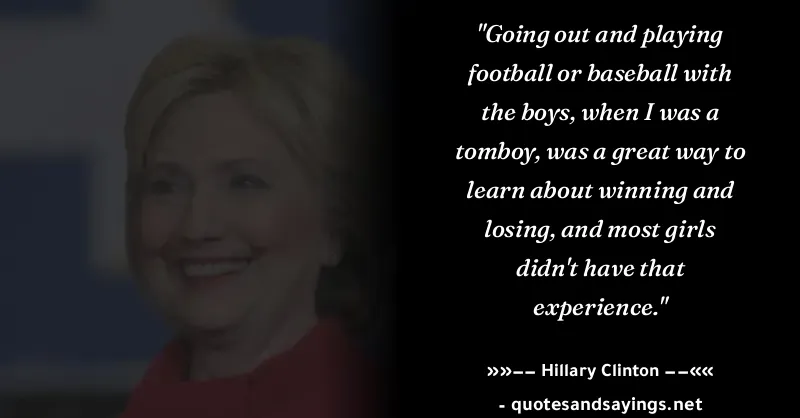 "Going out and playing
football or baseball with
the boys, when I was a
tomboy, was a great way to
learn about winning and
losing, and most girls
didn't have that
experience."
»»−− Hillary Clinton −−««
- quotesandsayings.net